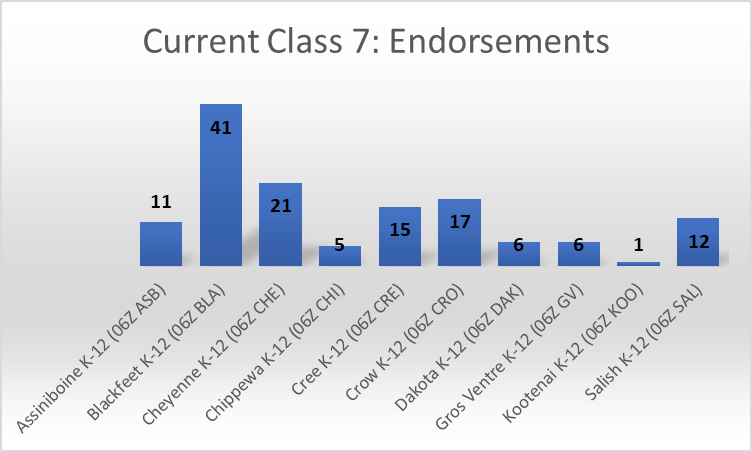 Current Class 7: Endorsements
11
41
21
5
15
17
6
6
1
12
Assiniboine K-12 (06Z ASB)
Blackfeet K-12 (06Z BLA)
Cheyenne K-12 (06Z CHE)
Chippewa K-12 (06Z CHI)
Cree K-12 (06Z CRE)
Crow K-12 (06Z CRO)
Dakota K-12 (06Z DAK)
Gros Ventre K-12 (06Z GV)
Kootenai K-12 (06Z KOO)
Salish K-12 (06Z SAL)